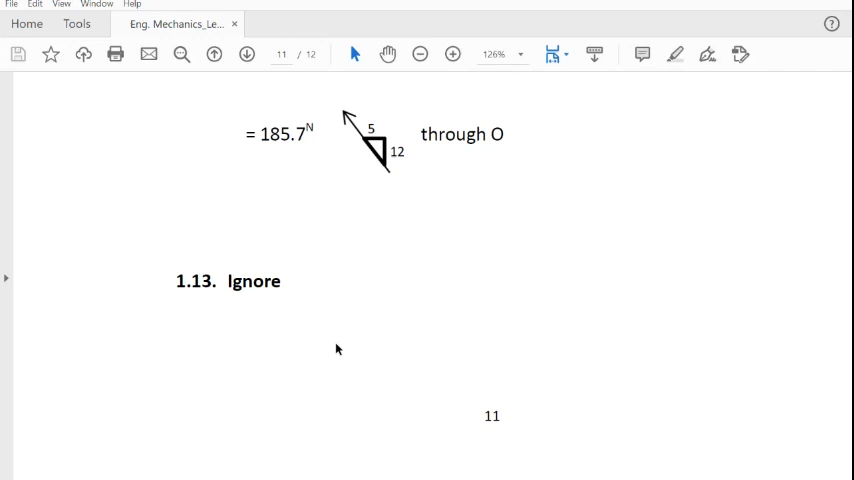 File Edit View Window Help
Home Tools Eng. Mechanics_Le... ×
11 / 12 126%
= 185.7ᴺ 5 12 through O
1.13. Ignore
11